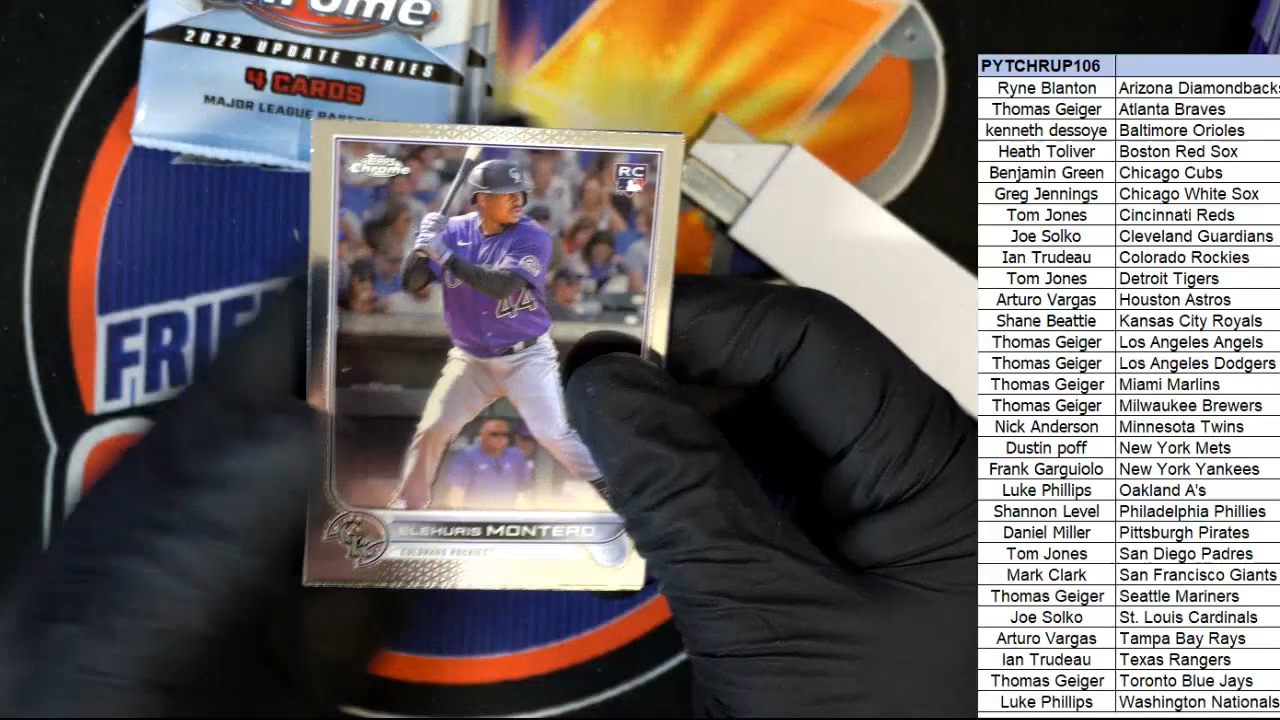 Chrome
2022 UPDATE SERIES
4 CARDS
MAJOR LEAGUE
Topps
Chrome
RC
44
FRIE
ELEHURIS MONTERO
COLORADO ROCKIES
PYTCHRUP106
Ryne Blanton Arizona Diamondbacks
Thomas Geiger Atlanta Braves
kenneth dessoye Baltimore Orioles
Heath Toliver Boston Red Sox
Benjamin Green Chicago Cubs
Greg Jennings Chicago White Sox
Tom Jones Cincinnati Reds
Joe Solko Cleveland Guardians
Ian Trudeau Colorado Rockies
Tom Jones Detroit Tigers
Arturo Vargas Houston Astros
Shane Beattie Kansas City Royals
Thomas Geiger Los Angeles Angels
Thomas Geiger Los Angeles Dodgers
Thomas Geiger Miami Marlins
Thomas Geiger Milwaukee Brewers
Nick Anderson Minnesota Twins
Dustin poff New York Mets
Frank Garguiolo New York Yankees
Luke Phillips Oakland A's
Shannon Level Philadelphia Phillies
Daniel Miller Pittsburgh Pirates
Tom Jones San Diego Padres
Mark Clark San Francisco Giants
Thomas Geiger Seattle Mariners
Joe Solko St. Louis Cardinals
Arturo Vargas Tampa Bay Rays
Ian Trudeau Texas Rangers
Thomas Geiger Toronto Blue Jays
Luke Phillips Washington Nationals